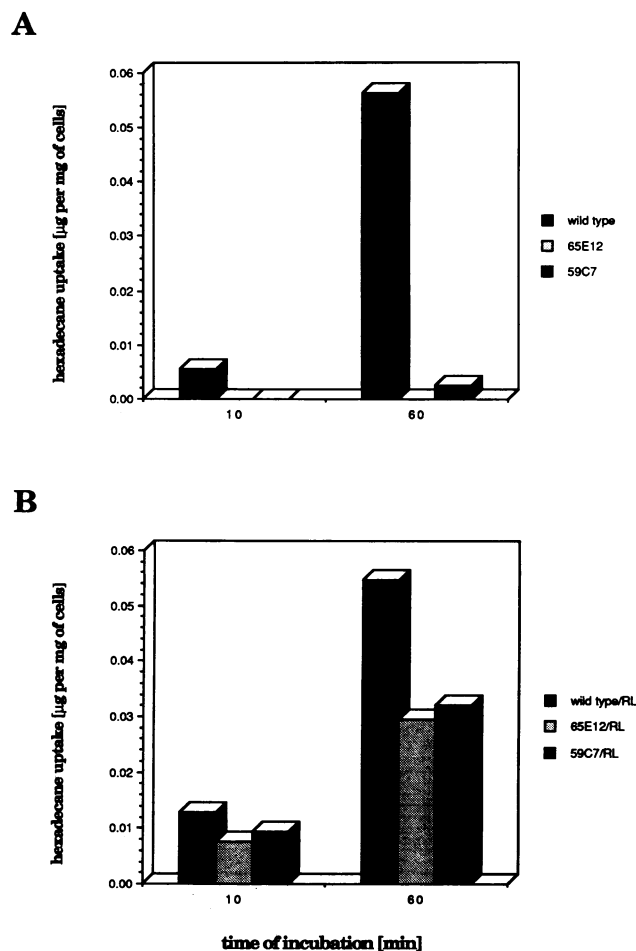 A
hexadecane uptake [µg per mg of cells]
0.06
0.05
0.04
0.03
0.02
0.01
0.00
10
60
wild type
65E12
59C7
B
hexadecane uptake [µg per mg of cells]
0.06
0.05
0.04
0.03
0.02
0.01
0.00
10
60
wild type/RL
65E12/RL
59C7/RL
time of incubation [min]